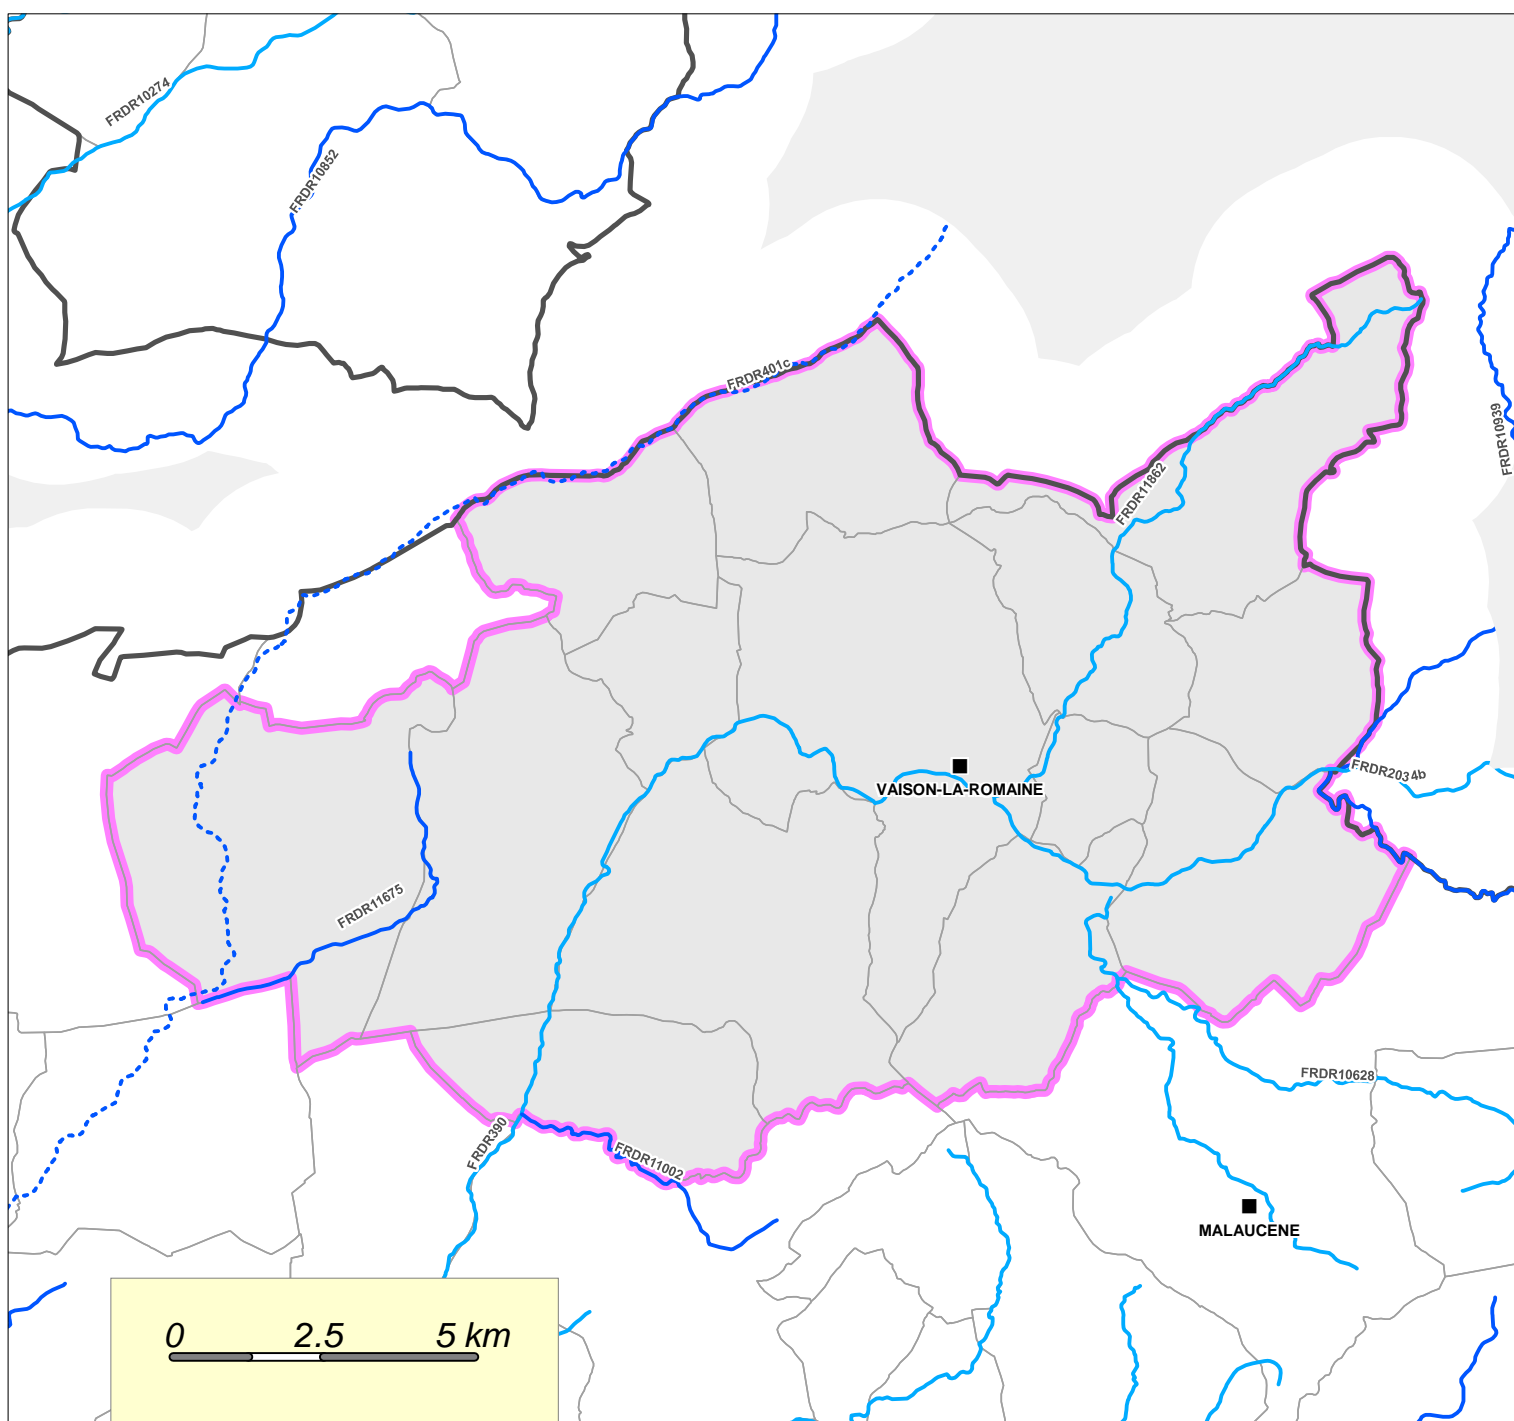 FRDR10274
FRDR10852
FRDR401c
FRDR10939
FRDR11862
FRDR2034b
VAISON-LA-ROMAINE
FRDR11675
FRDR10628
FRDR390
FRDR11002
MALAUCENE
0 2.5 5 km